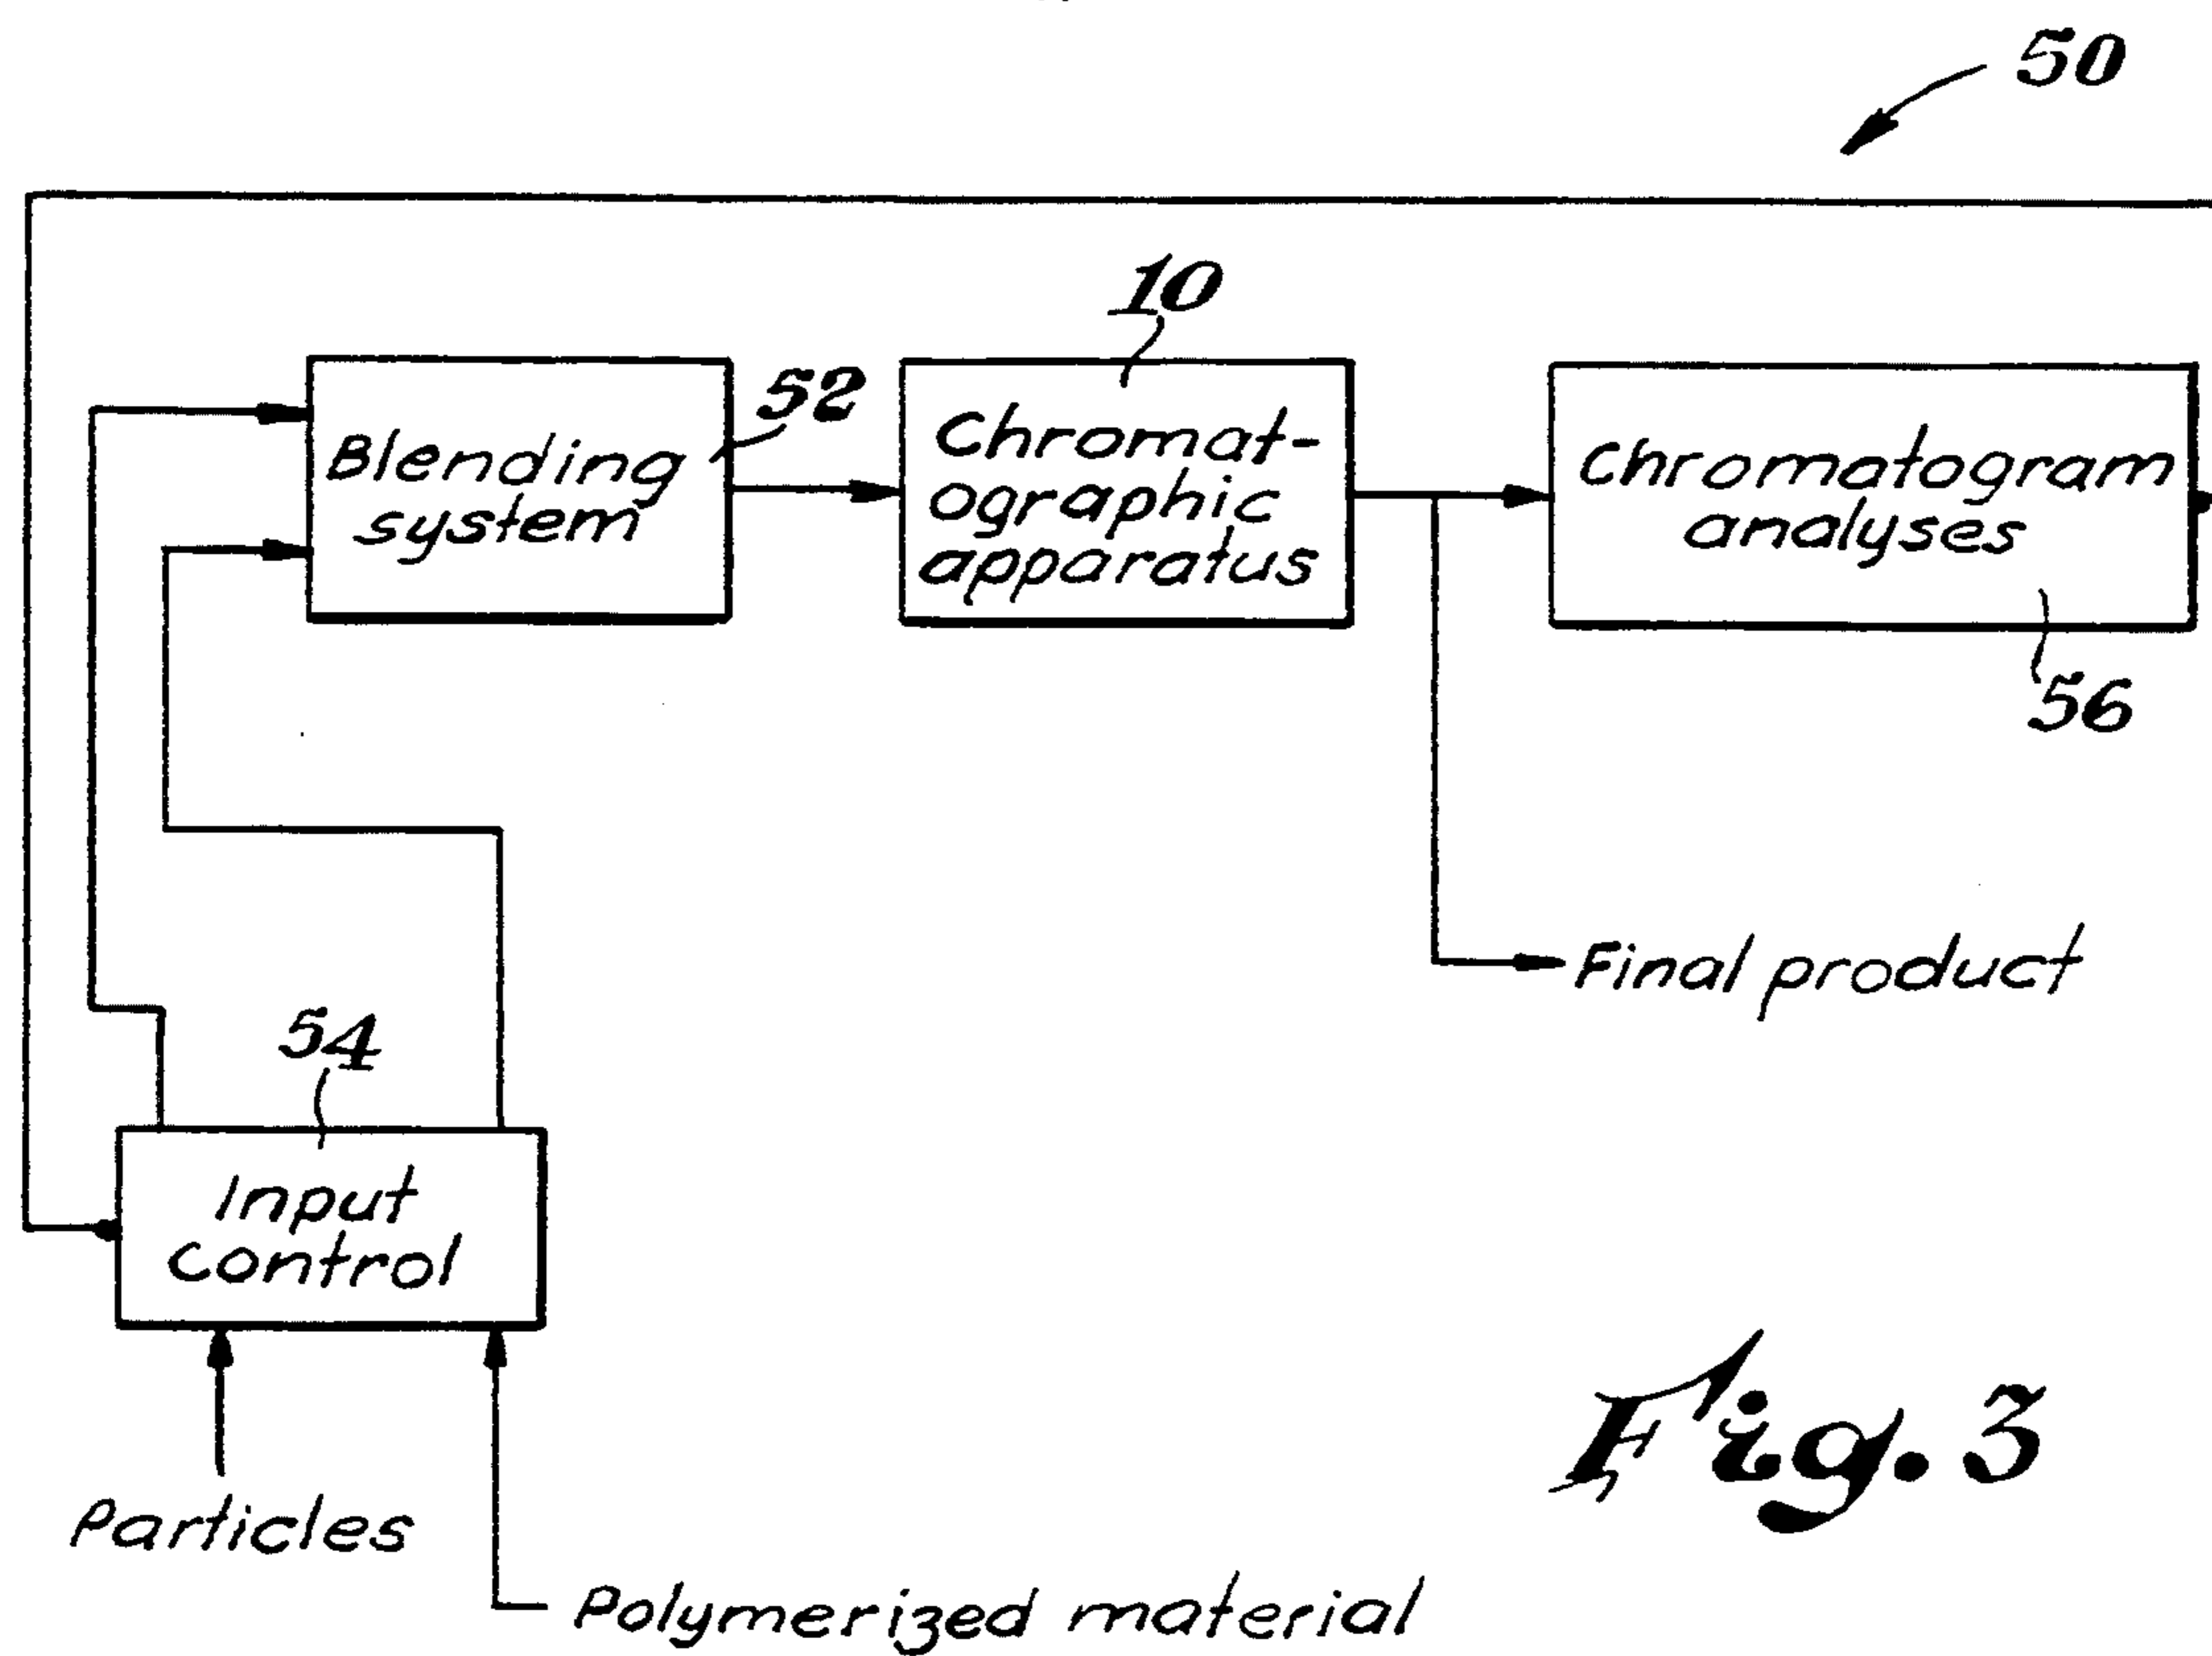 50
10
52
Blending
system
Chromat-
ographic
apparatus
Chromatogram
analyses
56
Final product
54
Input
control
Particles
Polymerized material
Fig. 3